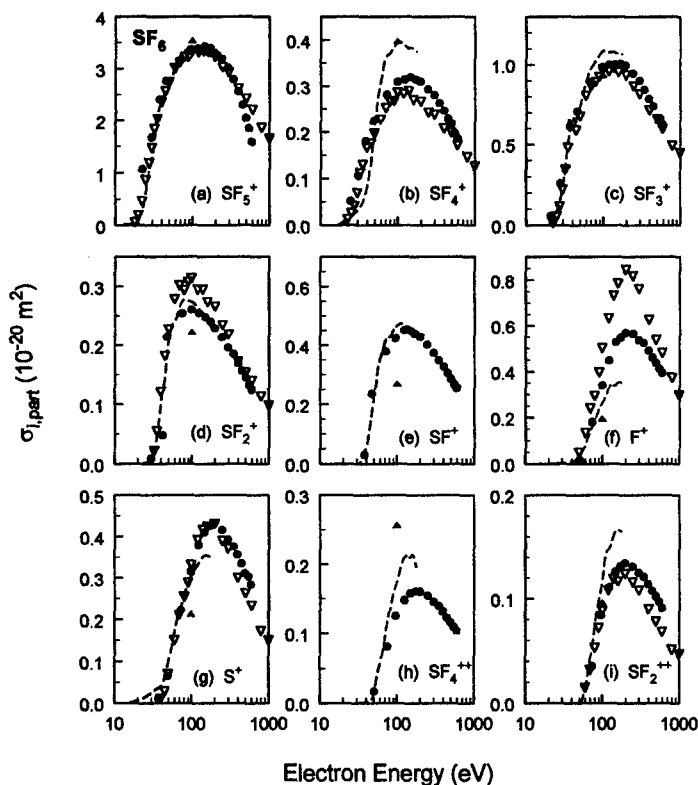 SF6
4 3 2 1 0
0.4 0.3 0.2 0.1 0.0
1.0 0.5 0.0
(a) SF5+
(b) SF4+
(c) SF3+
0.3 0.2 0.1 0.0
0.6 0.4 0.2 0.0
0.8 0.6 0.4 0.2 0.0
(d) SF2+
(e) SF+
(f) F+
10 100 1000
σi,part (10-20 m2)
0.5 0.4 0.3 0.2 0.1 0.0
0.3 0.2 0.1 0.0
0.2 0.1 0.0
(g) S+
(h) SF4++
(i) SF2++
10 100 1000 100 1000 100 1000
Electron Energy (eV)